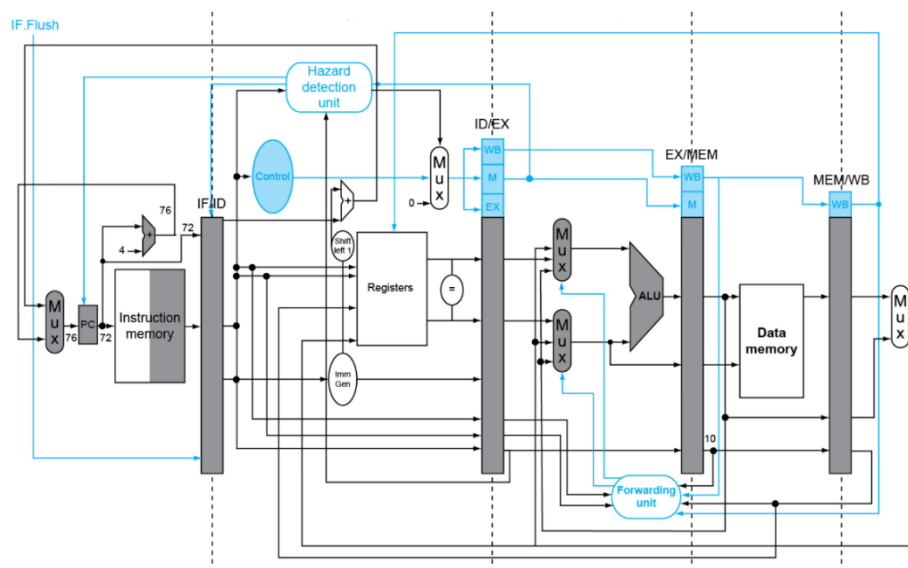 IF.Flush
Hazard
detection
unit
ID/EX
WB
M
EX
EX/MEM
WB
M
MEM/WB
WB
Control
M
u
x
0
IF/ID
+
76
72
4
+
Shift
left 1
Registers
=
M
u
x
M
u
x
ALU
M
u
x
76
PC
72
Instruction
memory
Imm
Gen
Data
memory
M
u
x
10
Forwarding
unit